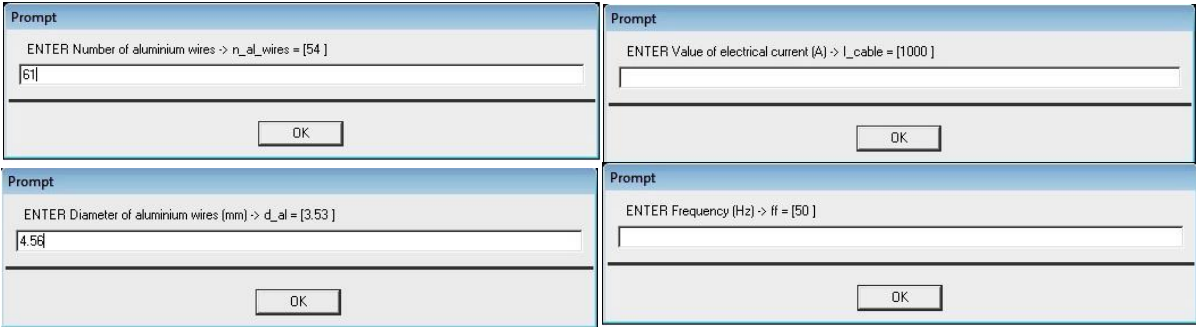 Prompt
ENTER Number of aluminium wires -> n_al_wires = [54 ]
61
OK
Prompt
ENTER Value of electrical current (A) -> I_cable = [1000 ]
OK
Prompt
ENTER Diameter of aluminium wires (mm) -> d_al = [3.53 ]
4.56
OK
Prompt
ENTER Frequency (Hz) -> ff = [50 ]
OK